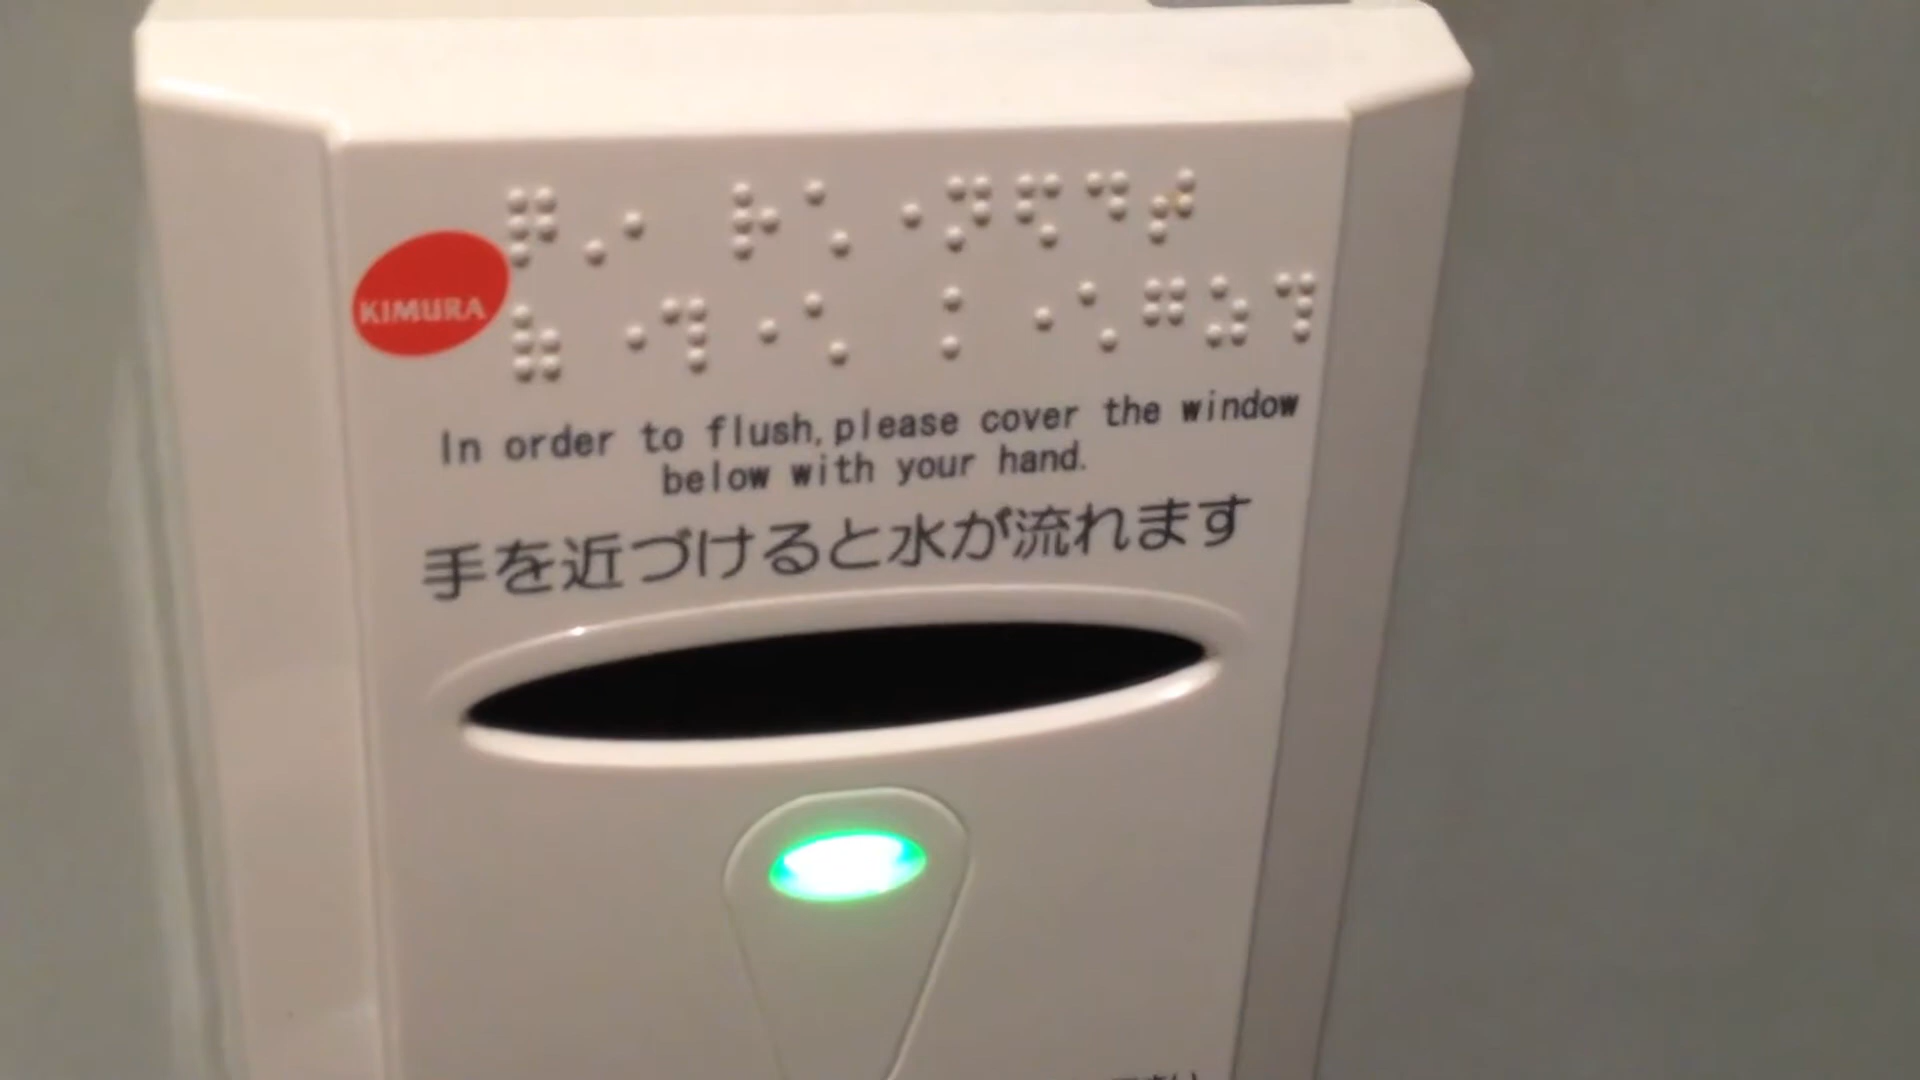 ⠟⠔⠀⠗⠡⠐⠝⠫⠙⠞
⠷⠐⠹⠐⠡⠀⠅⠐⠡⠛⠵⠹
KIMURA
In order to flush, please cover the window
below with your hand.
手を近づけると水が流れます